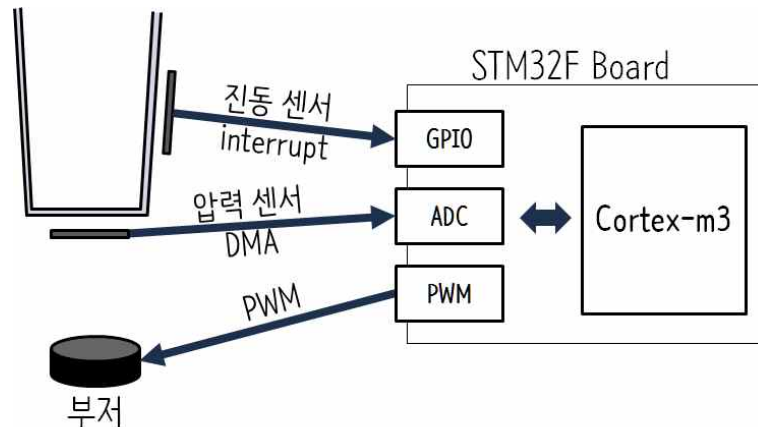 STM32F Board
진동 센서
interrupt
GPIO
압력 센서
DMA
ADC
Cortex-m3
PWM
PWM
부저